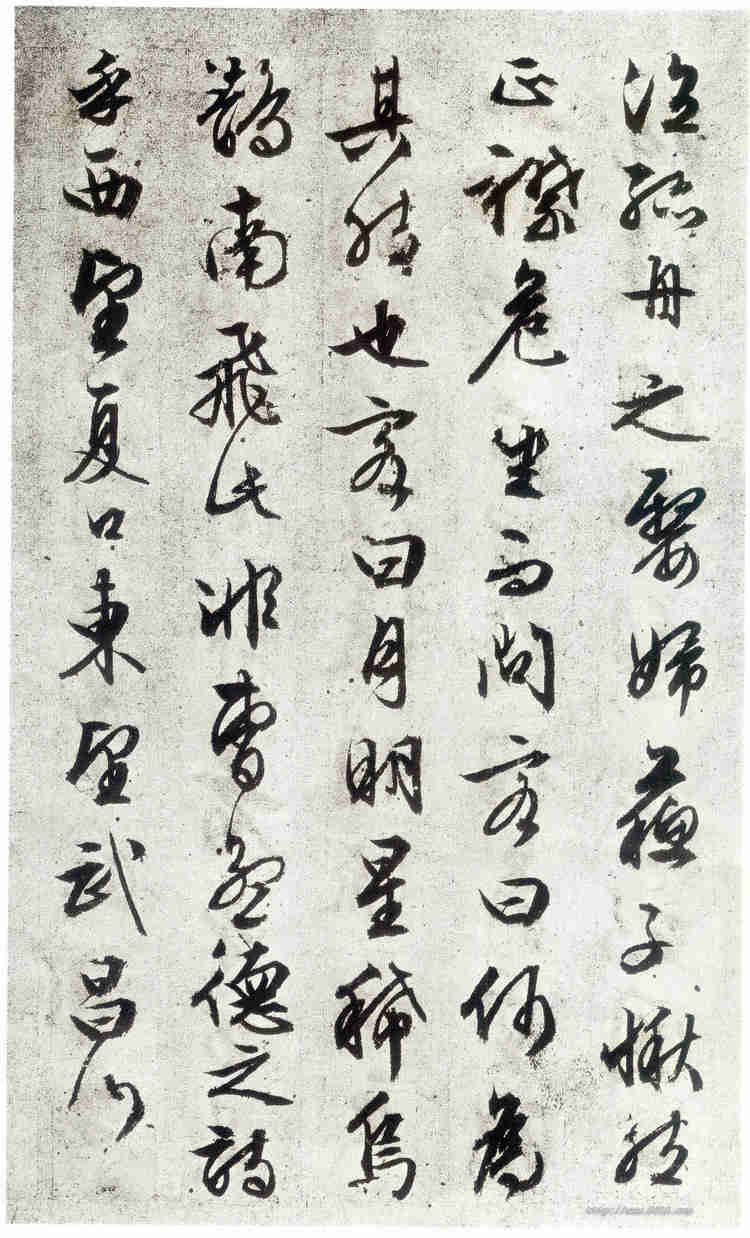 泣孤舟之嫠婦蘇子愀然
正襟危坐而問客曰何為
其然也客曰月明星稀烏
鵲南飛此非曹孟德之詩
乎西望夏口東望武昌山